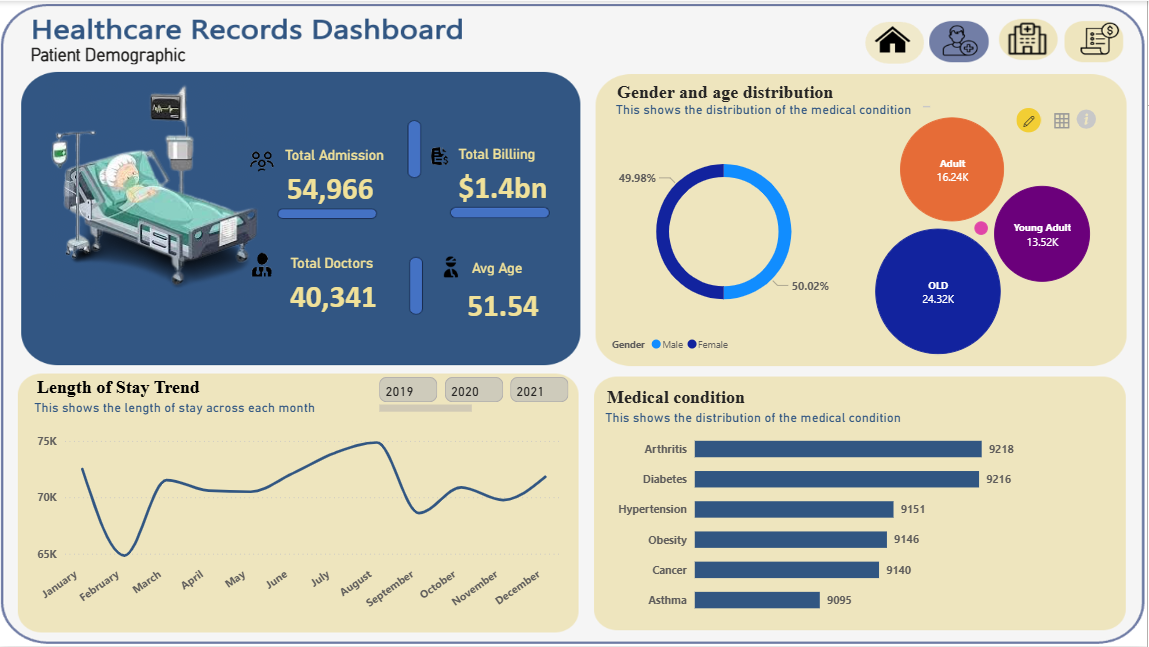 Healthcare Records Dashboard
Patient Demographic
Total Admission
54,966
Total Billiing
$1.4bn
Total Doctors
40,341
Avg Age
51.54
Gender and age distribution
This shows the distribution of the medical condition
49.98%
50.02%
Gender Male Female
Adult
16.24K
Young Adult
13.52K
OLD
24.32K
Length of Stay Trend
This shows the length of stay across each month
2019 2020 2021
75K
70K
65K
January February March April May June July August September October November December
Medical condition
This shows the distribution of the medical condition
Arthritis 9218
Diabetes 9216
Hypertension 9151
Obesity 9146
Cancer 9140
Asthma 9095